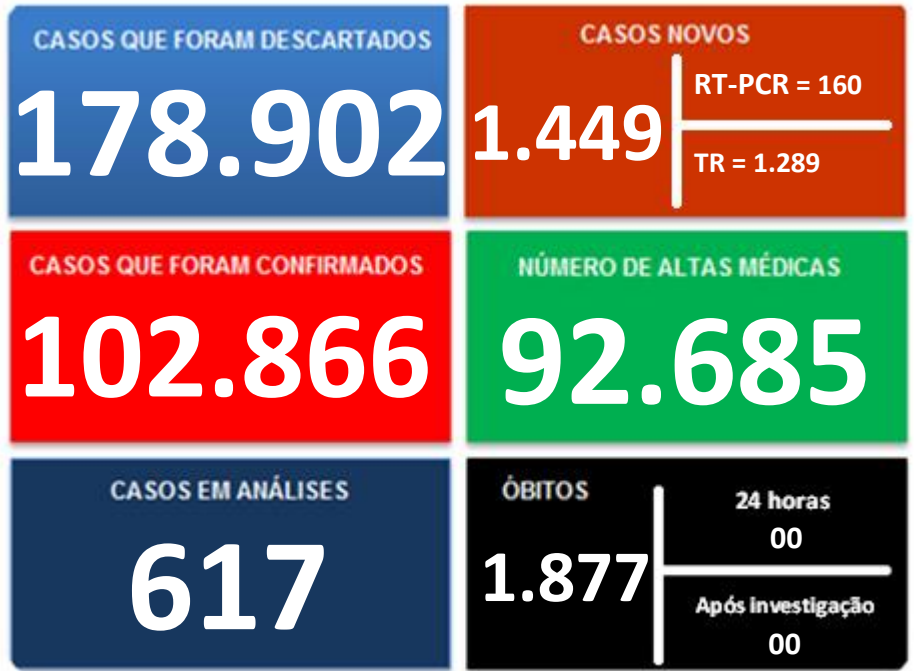 CASOS QUE FORAM DESCARTADOS
178.902
CASOS NOVOS
1.449
RT-PCR = 160
TR = 1.289
CASOS QUE FORAM CONFIRMADOS
102.866
NÚMERO DE ALTAS MÉDICAS
92.685
CASOS EM ANÁLISES
617
ÓBITOS
1.877
24 horas
00
Após investigação
00